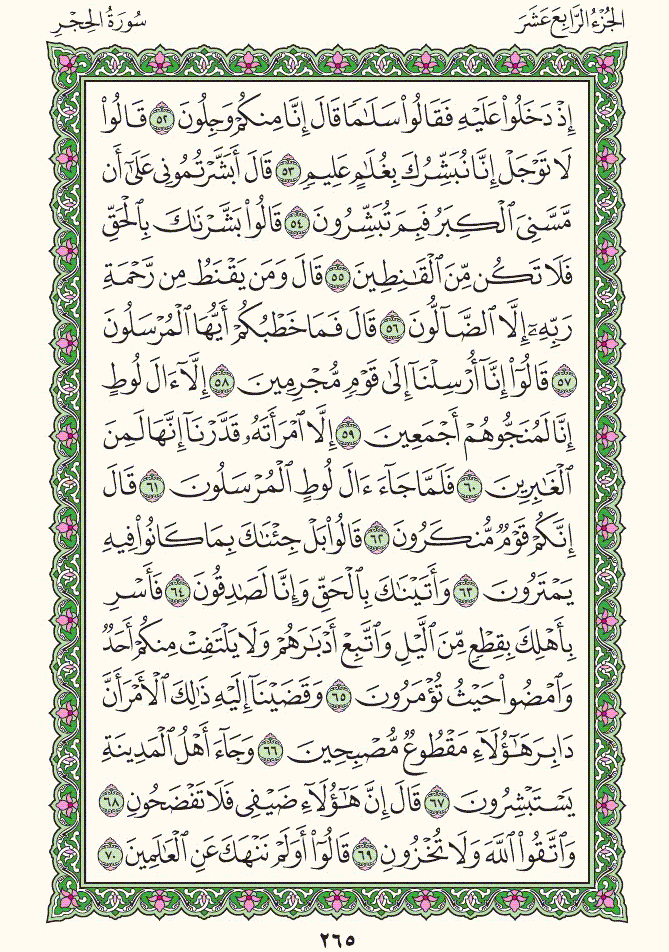 الجُزْءُ الرَّابِعَ عَشَرَ
سُورَةُ الحِجْرِ
إِذْ دَخَلُوا۟ عَلَيْهِ فَقَالُوا۟ سَلَـٰمًا قَالَ إِنَّا مِنكُمْ وَجِلُونَ ٥٢ قَالُوا۟
لَا تَوْجَلْ إِنَّا نُبَشِّرُكَ بِغُلَـٰمٍ عَلِيمٍ ٥٣ قَالَ أَبَشَّرْتُمُونِى عَلَىٰٓ أَن
مَّسَّنِىَ ٱلْكِبَرُ فَبِمَ تُبَشِّرُونَ ٥٤ قَالُوا۟ بَشَّرْنَـٰكَ بِٱلْحَقِّ
فَلَا تَكُن مِّنَ ٱلْقَـٰنِطِينَ ٥٥ قَالَ وَمَن يَقْنَطُ مِن رَّحْمَةِ
رَبِّهِۦٓ إِلَّا ٱلضَّآلُّونَ ٥٦ قَالَ فَمَا خَطْبُكُمْ أَيُّهَا ٱلْمُرْسَلُونَ
٥٧ قَالُوٓا۟ إِنَّآ أُرْسِلْنَآ إِلَىٰ قَوْمٍ مُّجْرِمِينَ ٥٨ إِلَّآ ءَالَ لُوطٍ
إِنَّا لَمُنَجُّوهُمْ أَجْمَعِينَ ٥٩ إِلَّا ٱمْرَأَتَهُۥ قَدَّرْنَآ إِنَّهَا لَمِنَ
ٱلْغَـٰبِرِينَ ٦٠ فَلَمَّا جَآءَ ءَالَ لُوطٍ ٱلْمُرْسَلُونَ ٦١ قَالَ
إِنَّكُمْ قَوْمٌ مُّنكَرُونَ ٦٢ قَالُوا۟ بَلْ جِئْنَـٰكَ بِمَا كَانُوا۟ فِيهِ
يَمْتَرُونَ ٦٣ وَأَتَيْنَـٰكَ بِٱلْحَقِّ وَإِنَّا لَصَـٰدِقُونَ ٦٤ فَأَسْرِ
بِأَهْلِكَ بِقِطْعٍ مِّنَ ٱلَّيْلِ وَٱتَّبِعْ أَدْبَـٰرَهُمْ وَلَا يَلْتَفِتْ مِنكُمْ أَحَدٌ
وَٱمْضُوا۟ حَيْثُ تُؤْمَرُونَ ٦٥ وَقَضَيْنَآ إِلَيْهِ ذَٰلِكَ ٱلْأَمْرَ أَنَّ
دَابِرَ هَـٰٓؤُلَآءِ مَقْطُوعٌ مُّصْبِحِينَ ٦٦ وَجَآءَ أَهْلُ ٱلْمَدِينَةِ
يَسْتَبْشِرُونَ ٦٧ قَالَ إِنَّ هَـٰٓؤُلَآءِ ضَيْفِى فَلَا تَفْضَحُونِ ٦٨
وَٱتَّقُوا۟ ٱللَّهَ وَلَا تُخْزُونِ ٦٩ قَالُوٓا۟ أَوَلَمْ نَنْهَكَ عَنِ ٱلْعَـٰلَمِينَ ٧٠
٢٦٥